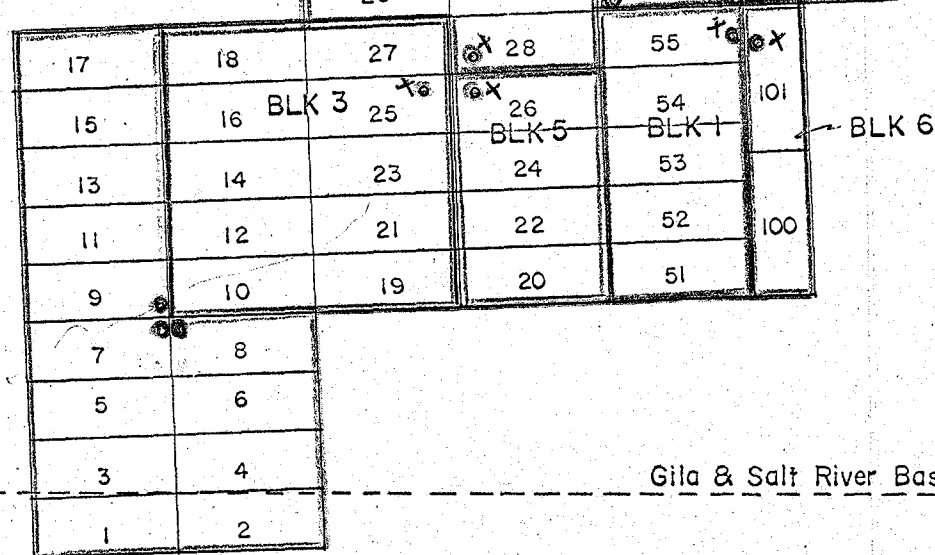 17 18 27 28 55
BLK 3 101
15 16 25 26 54
BLK 5 BLK 1 BLK 6
13 14 23 24 53
11 12 21 22 52 100
9 10 19 20 51
7 8
5 6
3 4
Gila & Salt River Bas
1 2